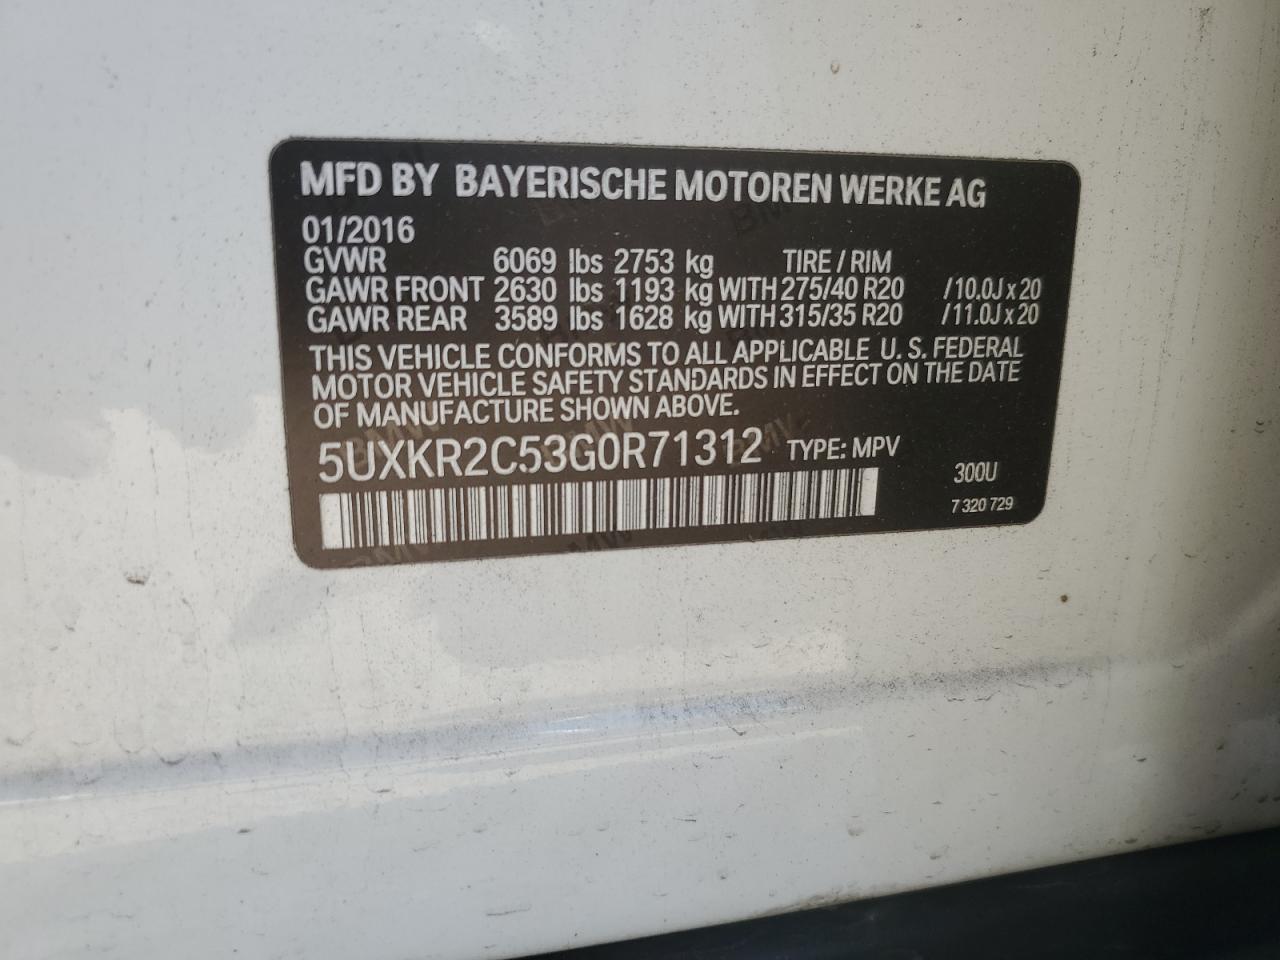 MFD BY BAYERISCHE MOTOREN WERKE AG
01/2016
GVWR 6069 lbs 2753 kg TIRE / RIM
GAWR FRONT 2630 lbs 1193 kg WITH 275/40 R20 /10.0J x 20
GAWR REAR 3589 lbs 1628 kg WITH 315/35 R20 /11.0J x 20
THIS VEHICLE CONFORMS TO ALL APPLICABLE U. S. FEDERAL
MOTOR VEHICLE SAFETY STANDARDS IN EFFECT ON THE DATE
OF MANUFACTURE SHOWN ABOVE.
5UXKR2C53G0R71312 TYPE: MPV
300U
7 320 729